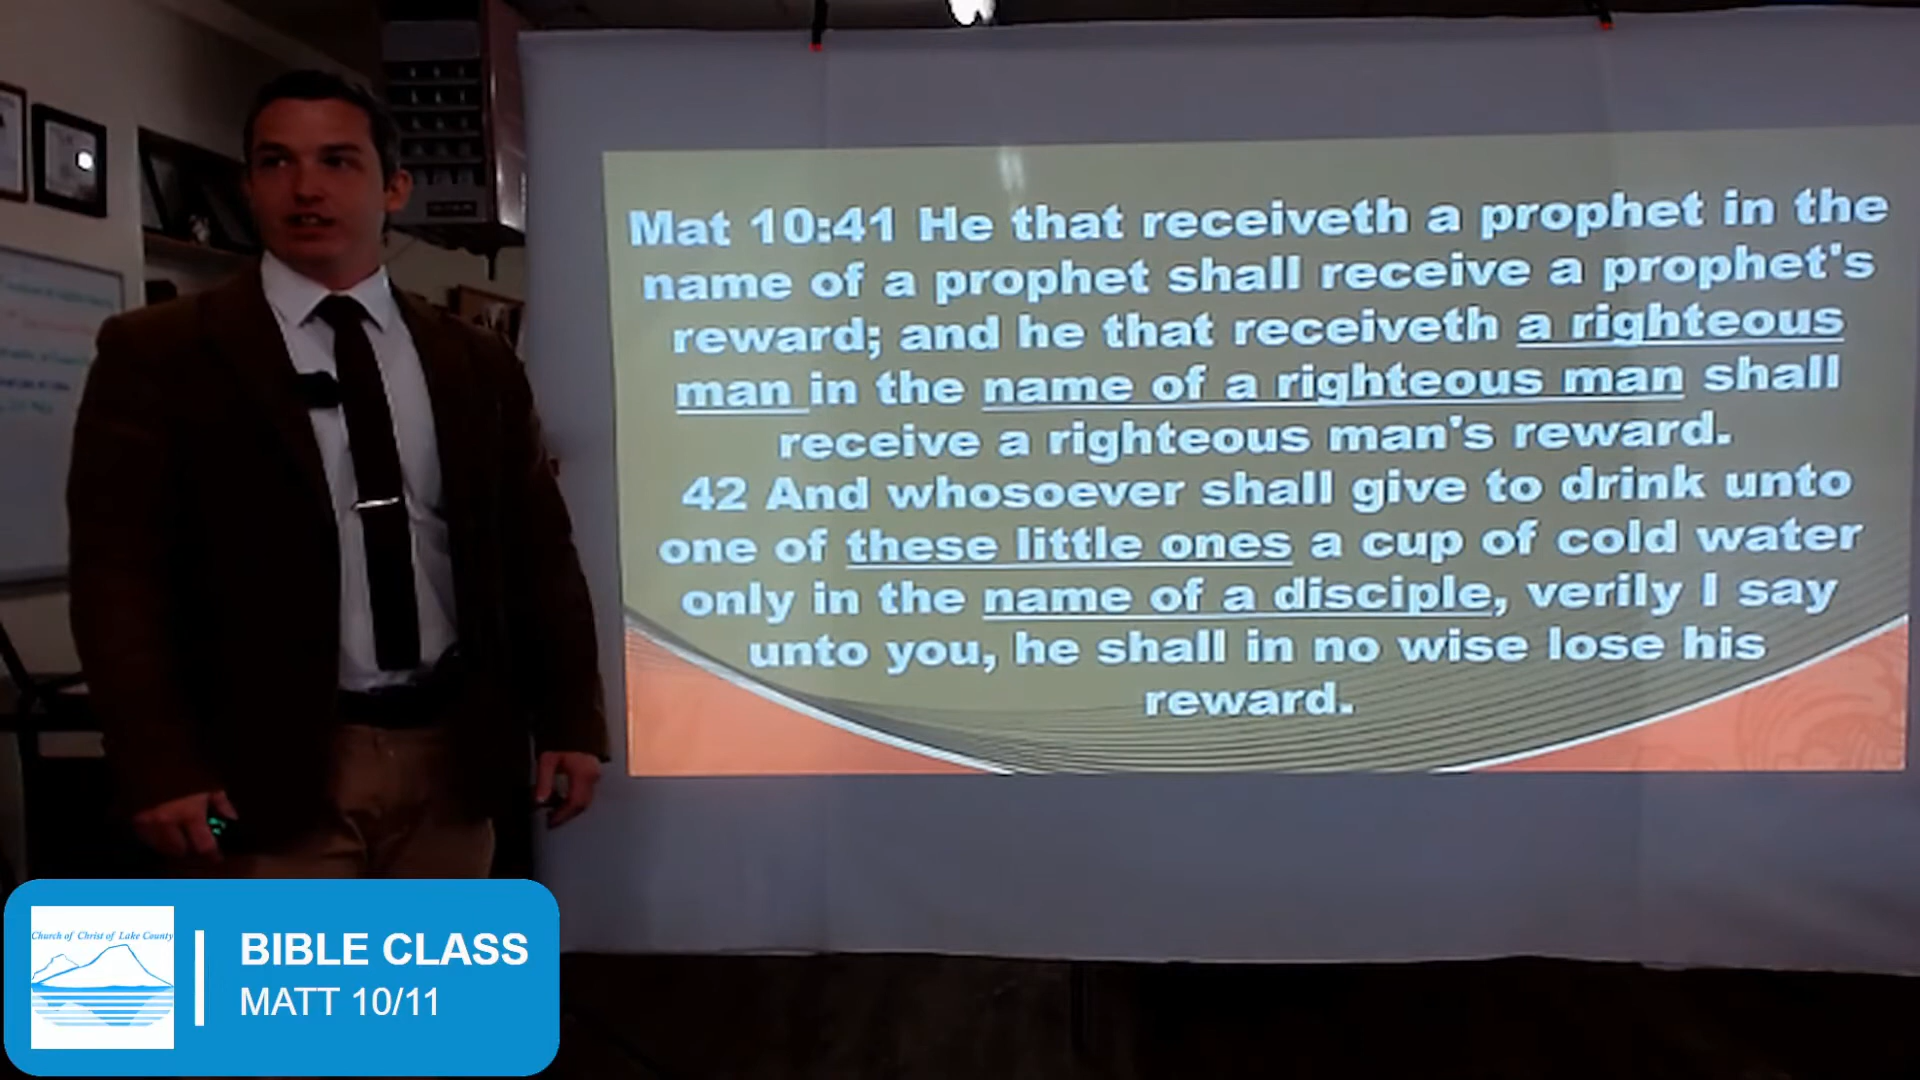 Mat 10:41 He that receiveth a prophet in the
name of a prophet shall receive a prophet's
reward; and he that receiveth a righteous
man in the name of a righteous man shall
receive a righteous man's reward.
42 And whosoever shall give to drink unto
one of these little ones a cup of cold water
only in the name of a disciple, verily I say
unto you, he shall in no wise lose his
reward.
Church of Christ of Lake County
BIBLE CLASS
MATT 10/11